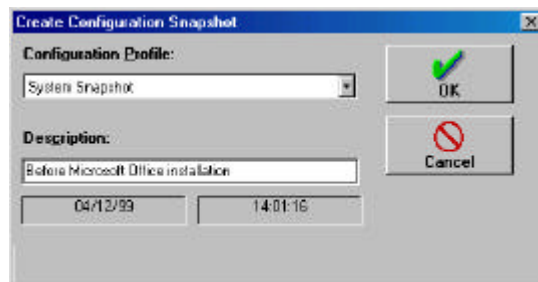 Create Configuration Snapshot
Configuration Profile:
System Snapshot
OK
Description:
Before Microsoft Office installation
Cancel
04/12/99 14:01:16